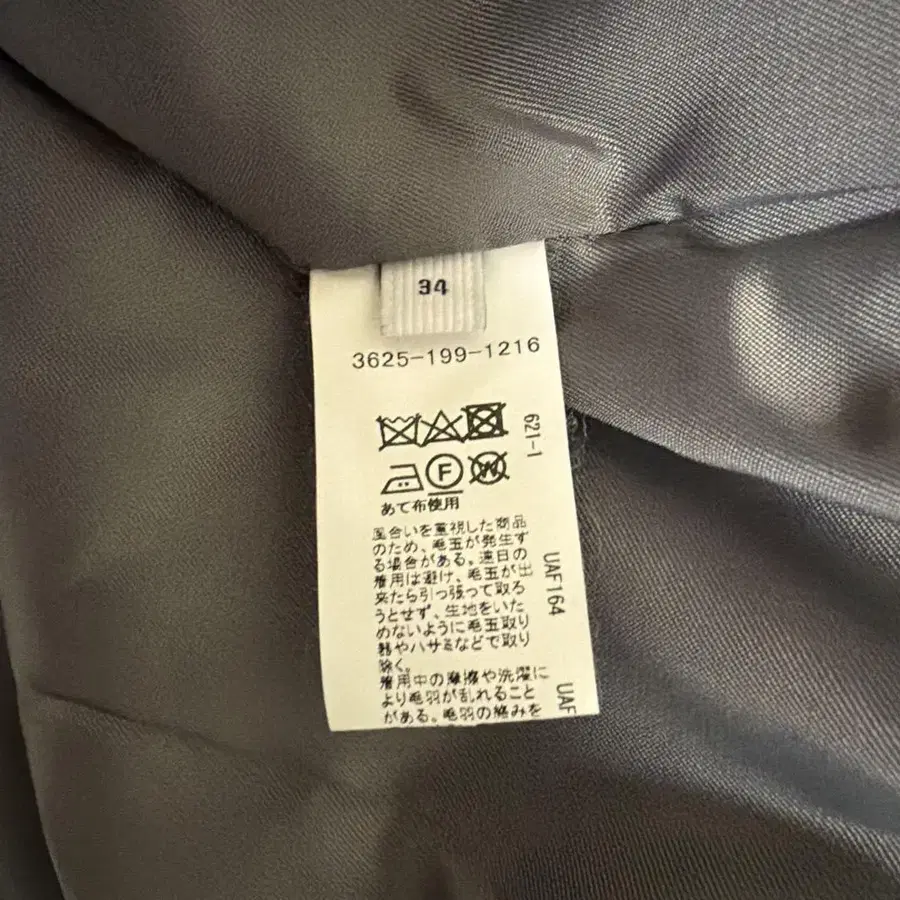 34
3625-199-1216
621-1
F
W
あて布使用
風合いを重視した商品
のため、毛玉が発生す
る場合がある。連日の
着用は避け、毛玉が出
来たら引っ張って取ろ
うとせず、生地をいた
めないように毛玉取り
器やハサミなどで取り
除く。
着用中の摩擦や洗濯に
より毛羽が乱れること
がある。毛羽の絡みを
UAF164
UAF